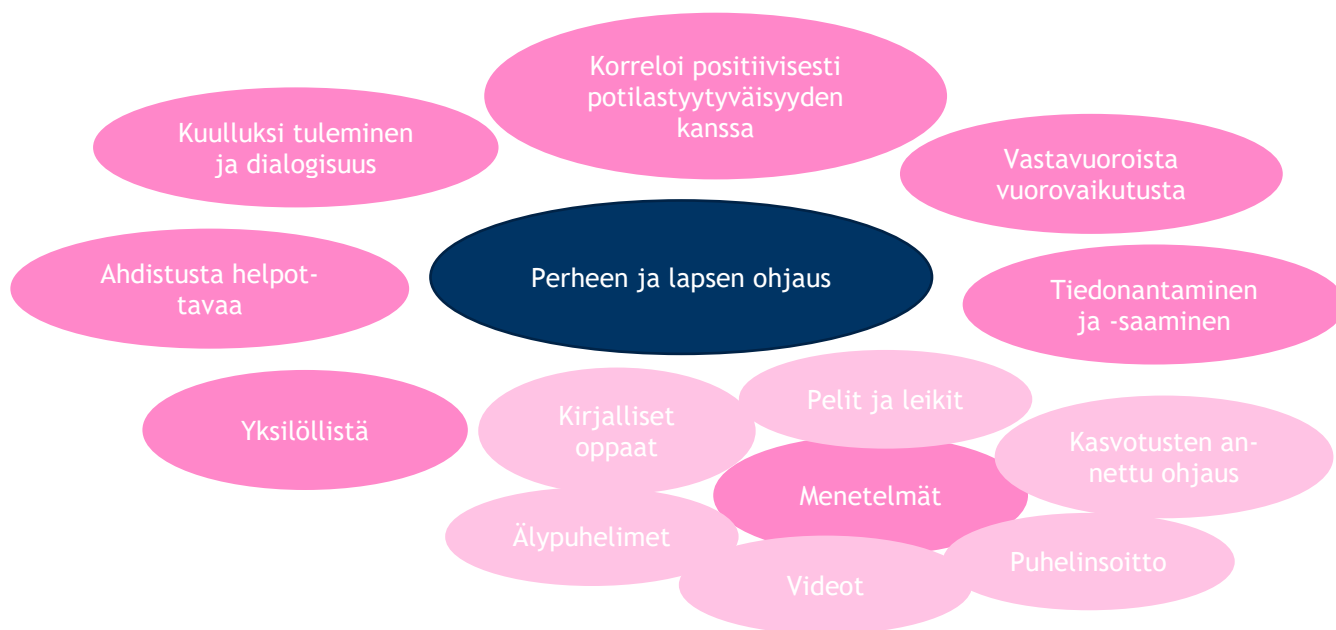 Korreloi positiivisesti
potilastyytyväisyyden
kanssa
Kuulluksi tuleminen
ja dialogisuus
Vastavuoroista
vuorovaikutusta
Ahdistusta helpot-
tavaa
Perheen ja lapsen ohjaus
Tiedonantaminen
ja -saaminen
Yksilöllistä
Kirjalliset
oppaat
Pelit ja leikit
Kasvotusten an-
nettu ohjaus
Menetelmät
Älypuhelimet
Videot
Puhelinsoitto